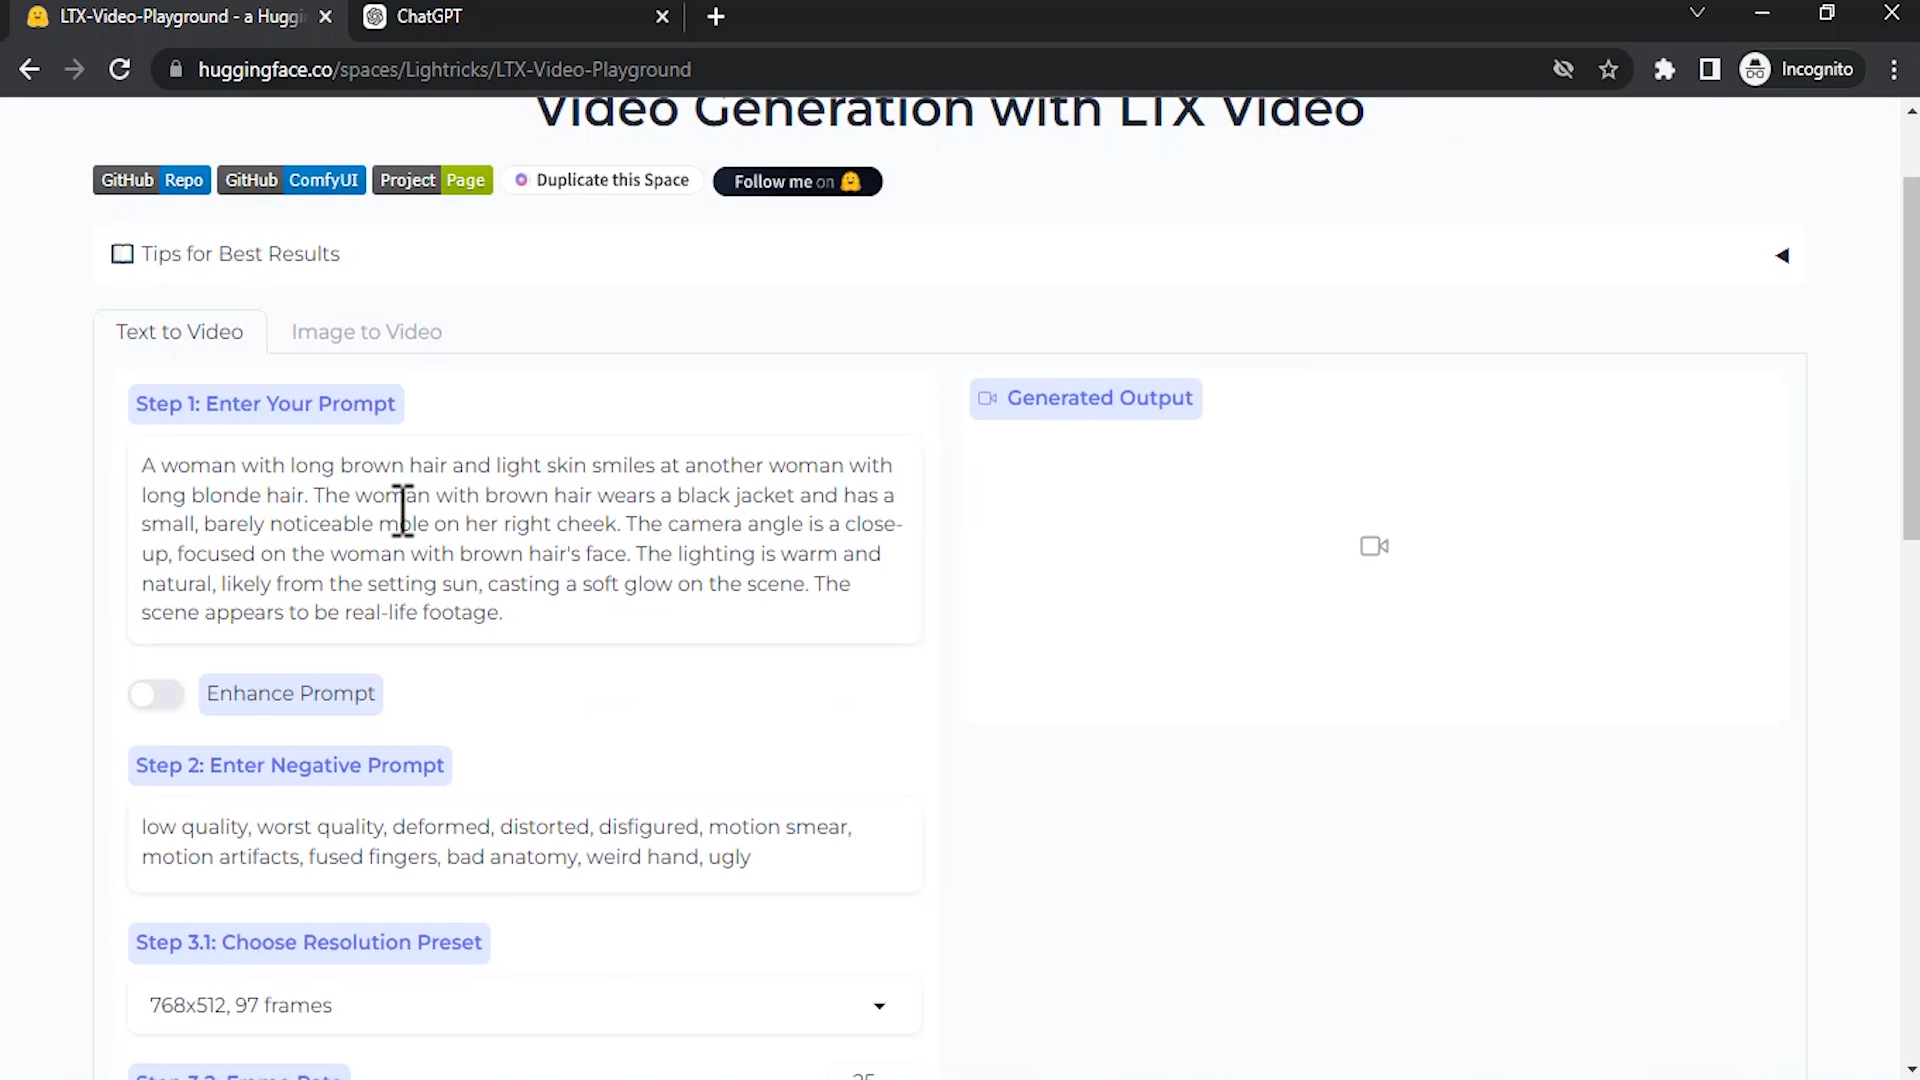 LTX-Video-Playground - a Huggi
ChatGPT
huggingface.co/spaces/Lightricks/LTX-Video-Playground
Incognito
Video Generation with LTX Video
GitHub Repo
GitHub ComfyUI
Project Page
Duplicate this Space
Follow me on
Tips for Best Results
Text to Video
Image to Video
Step 1: Enter Your Prompt
A woman with long brown hair and light skin smiles at another woman with
long blonde hair. The woman with brown hair wears a black jacket and has a
small, barely noticeable mole on her right cheek. The camera angle is a close-
up, focused on the woman with brown hair's face. The lighting is warm and
natural, likely from the setting sun, casting a soft glow on the scene. The
scene appears to be real-life footage.
Enhance Prompt
Step 2: Enter Negative Prompt
low quality, worst quality, deformed, distorted, disfigured, motion smear,
motion artifacts, fused fingers, bad anatomy, weird hand, ugly
Step 3.1: Choose Resolution Preset
768x512, 97 frames
Step 3.2: Frame Rate
25
Generated Output